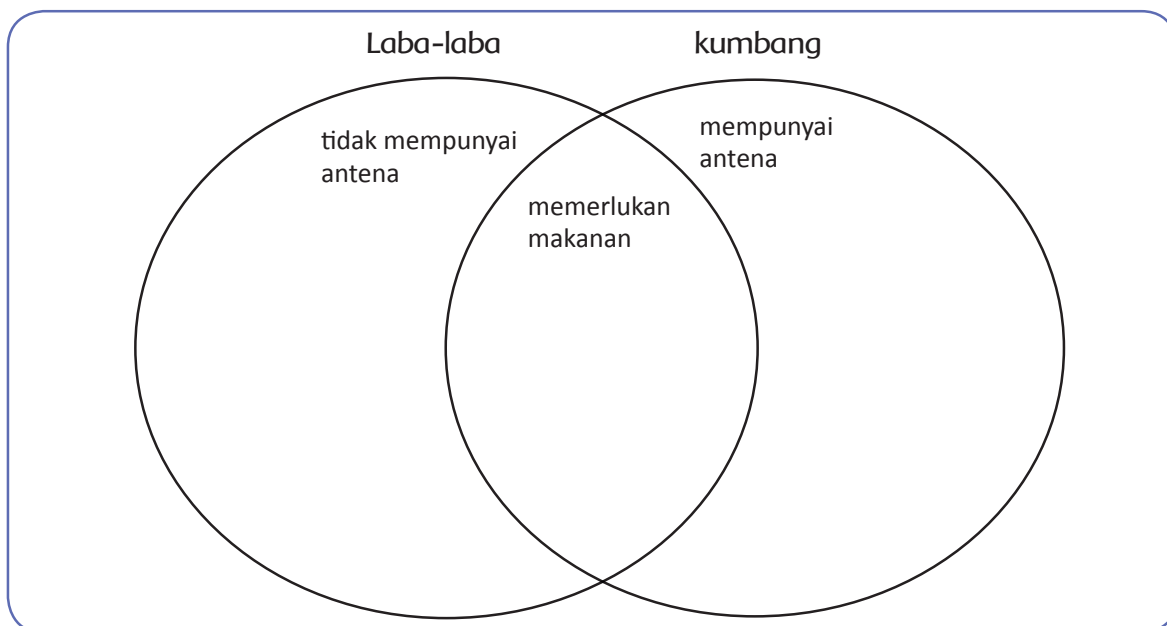 Laba-laba
kumbang
tidak mempunyai
antena
memerlukan
makanan
mempunyai
antena